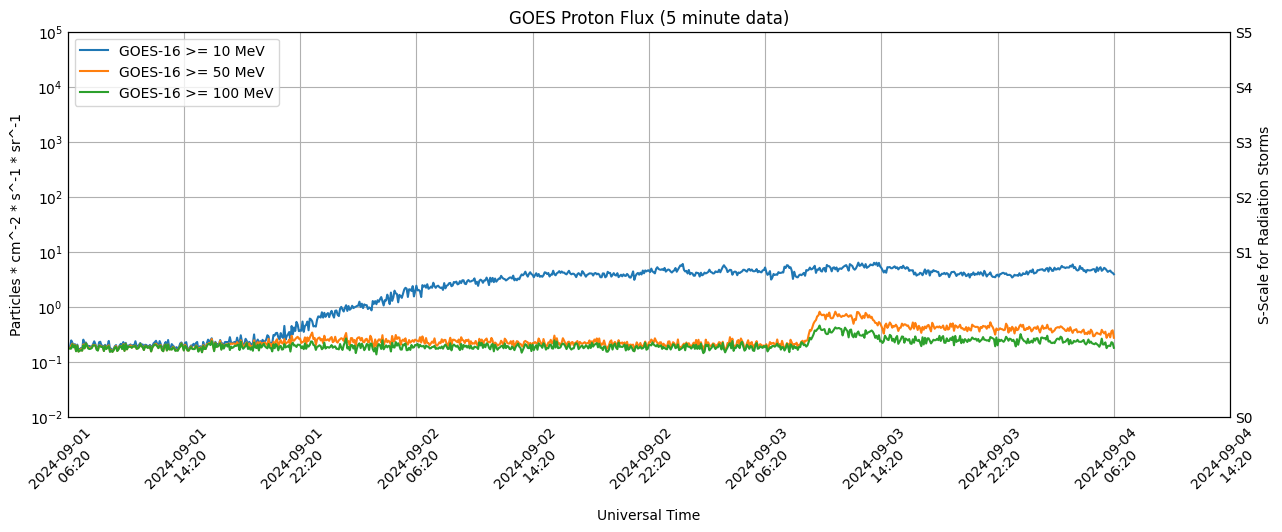 GOES Proton Flux (5 minute data)
GOES-16 >= 10 MeV
GOES-16 >= 50 MeV
GOES-16 >= 100 MeV
Particles * cm^-2 * s^-1 * sr^-1
10^5
10^4
10^3
10^2
10^1
10^0
10^-1
10^-2
S5
S4
S3
S2
S1
S0
S-Scale for Radiation Storms
2024-09-01
06:20
2024-09-01
14:20
2024-09-01
22:20
2024-09-02
06:20
2024-09-02
14:20
2024-09-02
22:20
2024-09-03
06:20
2024-09-03
14:20
2024-09-03
22:20
2024-09-04
06:20
2024-09-04
14:20
Universal Time